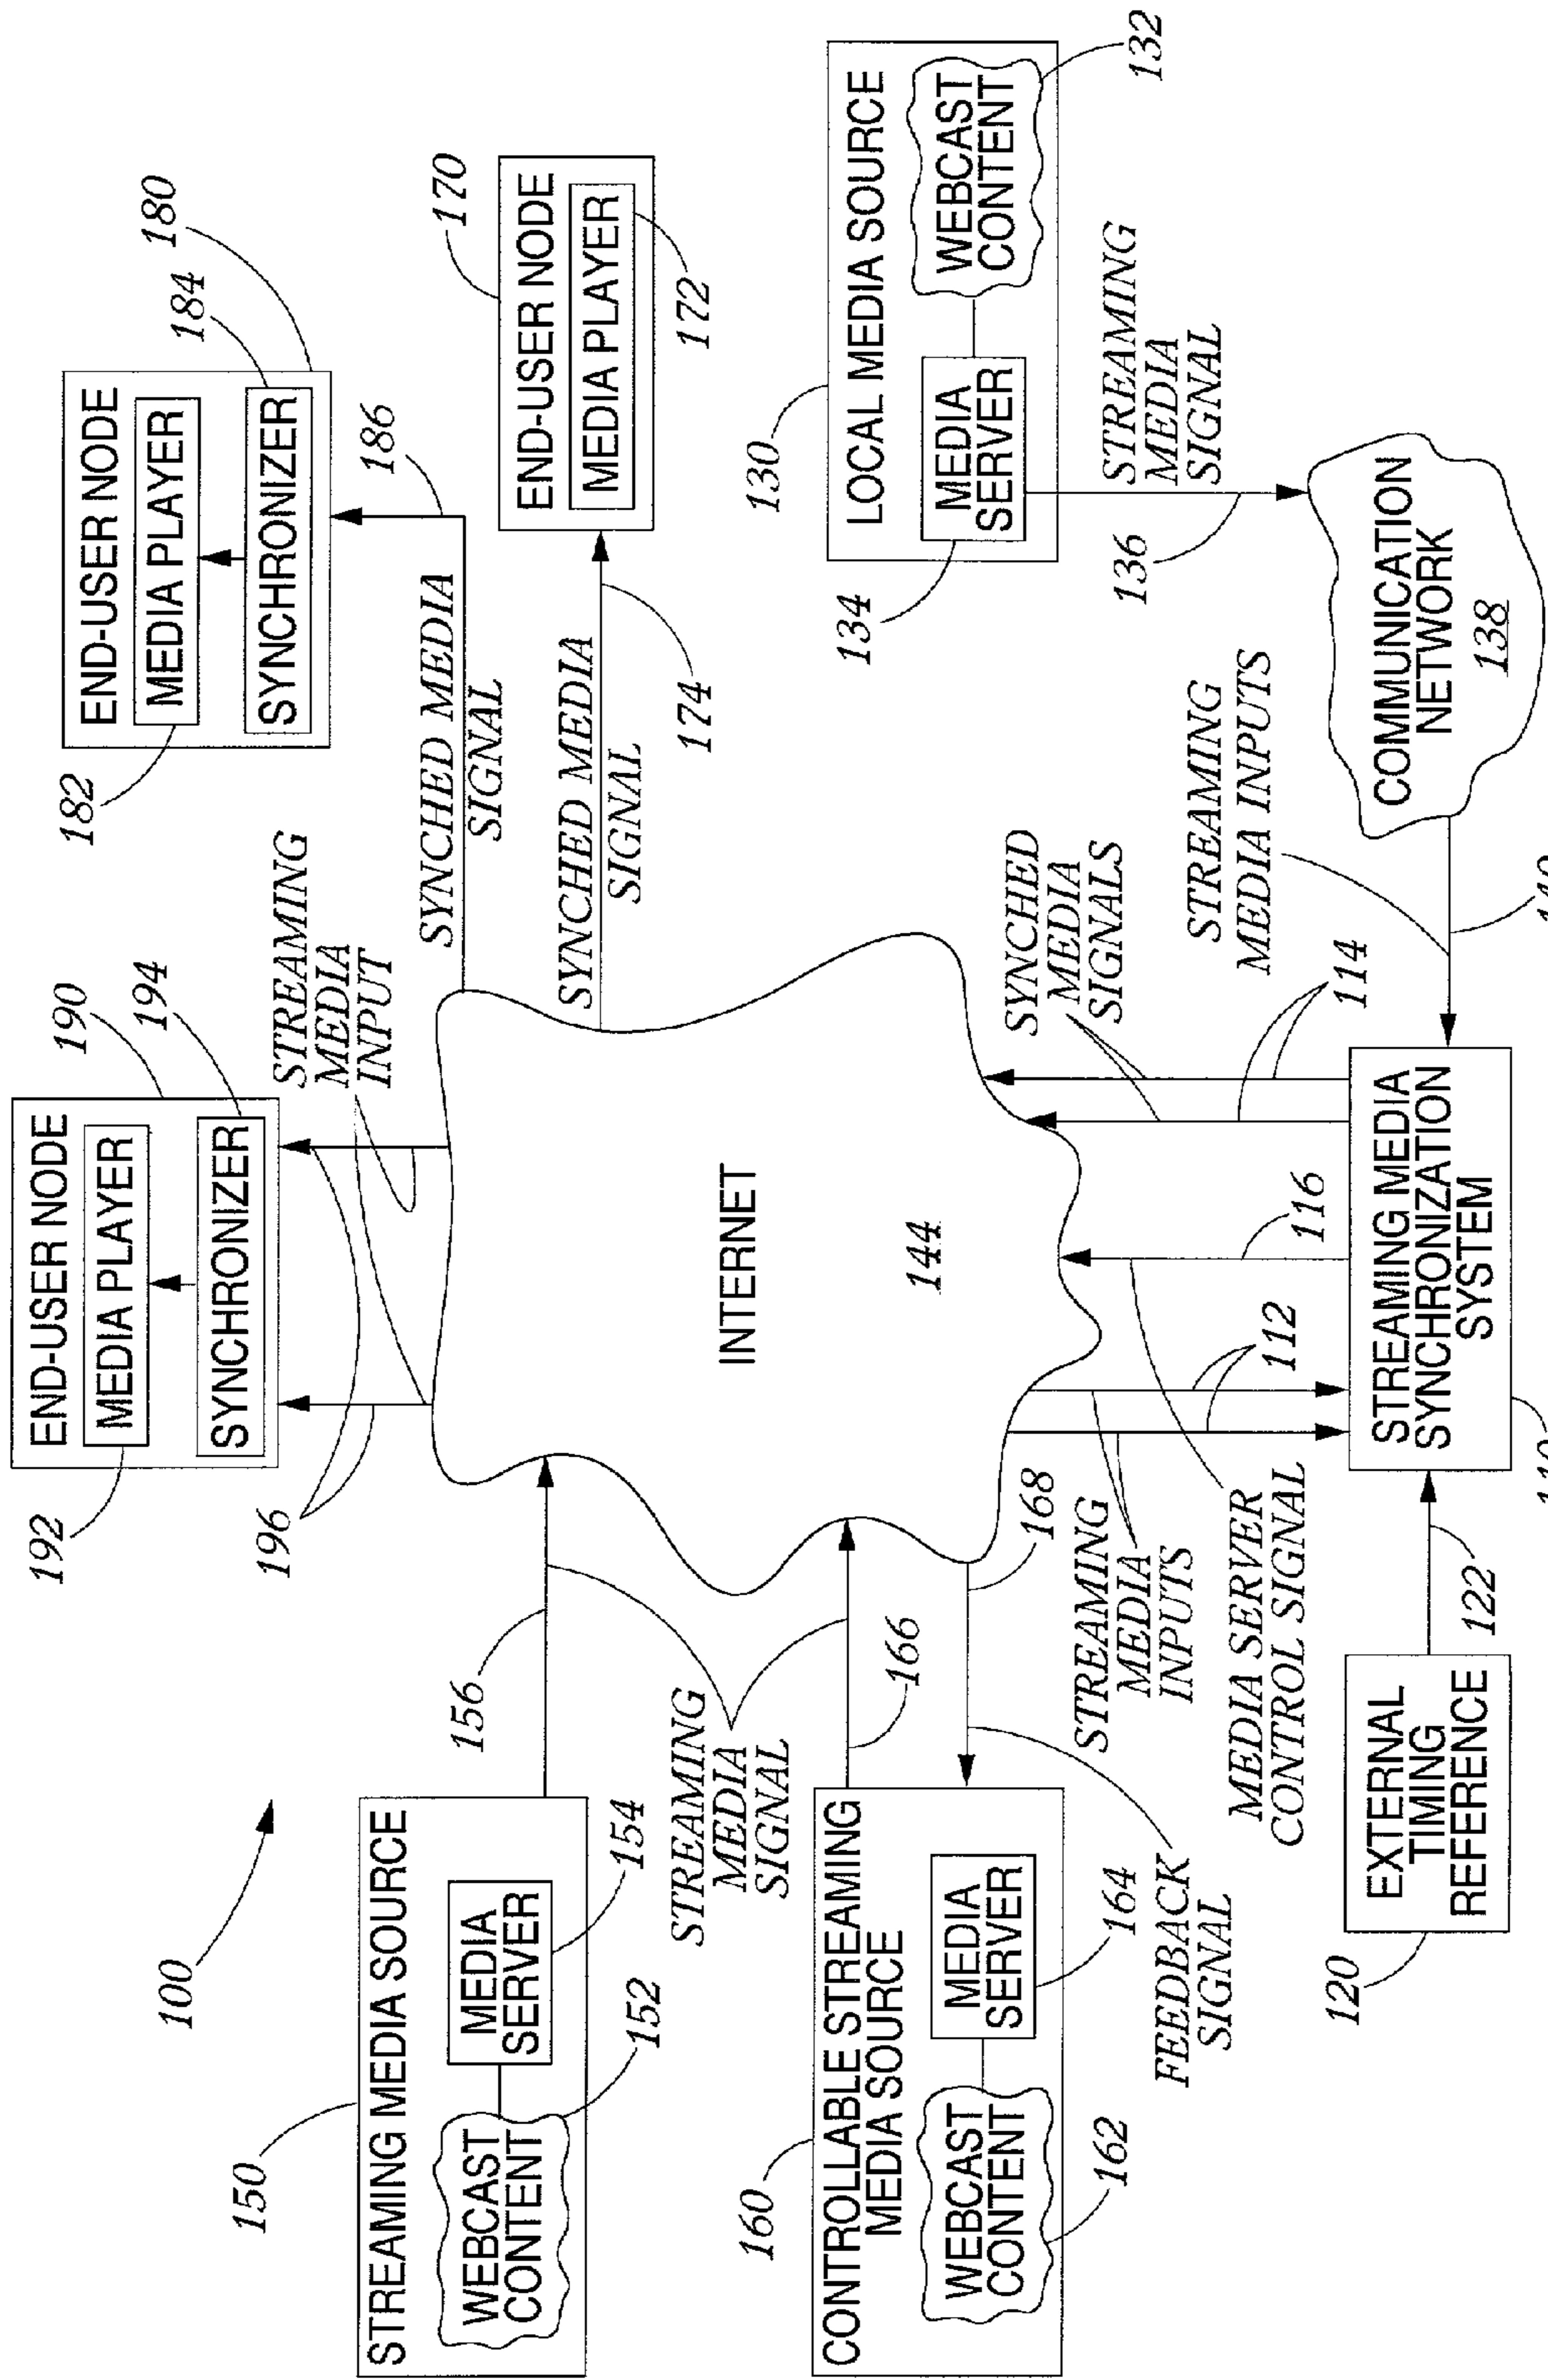 100
150
STREAMING MEDIA SOURCE
WEBCAST
CONTENT
MEDIA
SERVER
152
154
156
STREAMING
MEDIA
SIGNAL
160
CONTROLLABLE STREAMING
MEDIA SOURCE
WEBCAST
CONTENT
MEDIA
SERVER
162
164
166
168
FEEDBACK
SIGNAL
190
END-USER NODE
MEDIA PLAYER
SYNCHRONIZER
192
194
196
STREAMING
MEDIA
INPUT
INTERNET
144
180
END-USER NODE
MEDIA PLAYER
SYNCHRONIZER
182
184
186
SYNCHED MEDIA
SIGNAL
170
END-USER NODE
MEDIA PLAYER
172
174
SYNCHED MEDIA
SIGNAL
130
LOCAL MEDIA SOURCE
MEDIA
SERVER
WEBCAST
CONTENT
132
134
136
STREAMING
MEDIA
SIGNAL
COMMUNICATION
NETWORK
138
STREAMING
MEDIA INPUTS
SYNCHED
MEDIA
SIGNALS
114
116
112
STREAMING
MEDIA
INPUTS
MEDIA SERVER
CONTROL SIGNAL
STREAMING MEDIA
SYNCHRONIZATION
SYSTEM
EXTERNAL
TIMING
REFERENCE
120
122